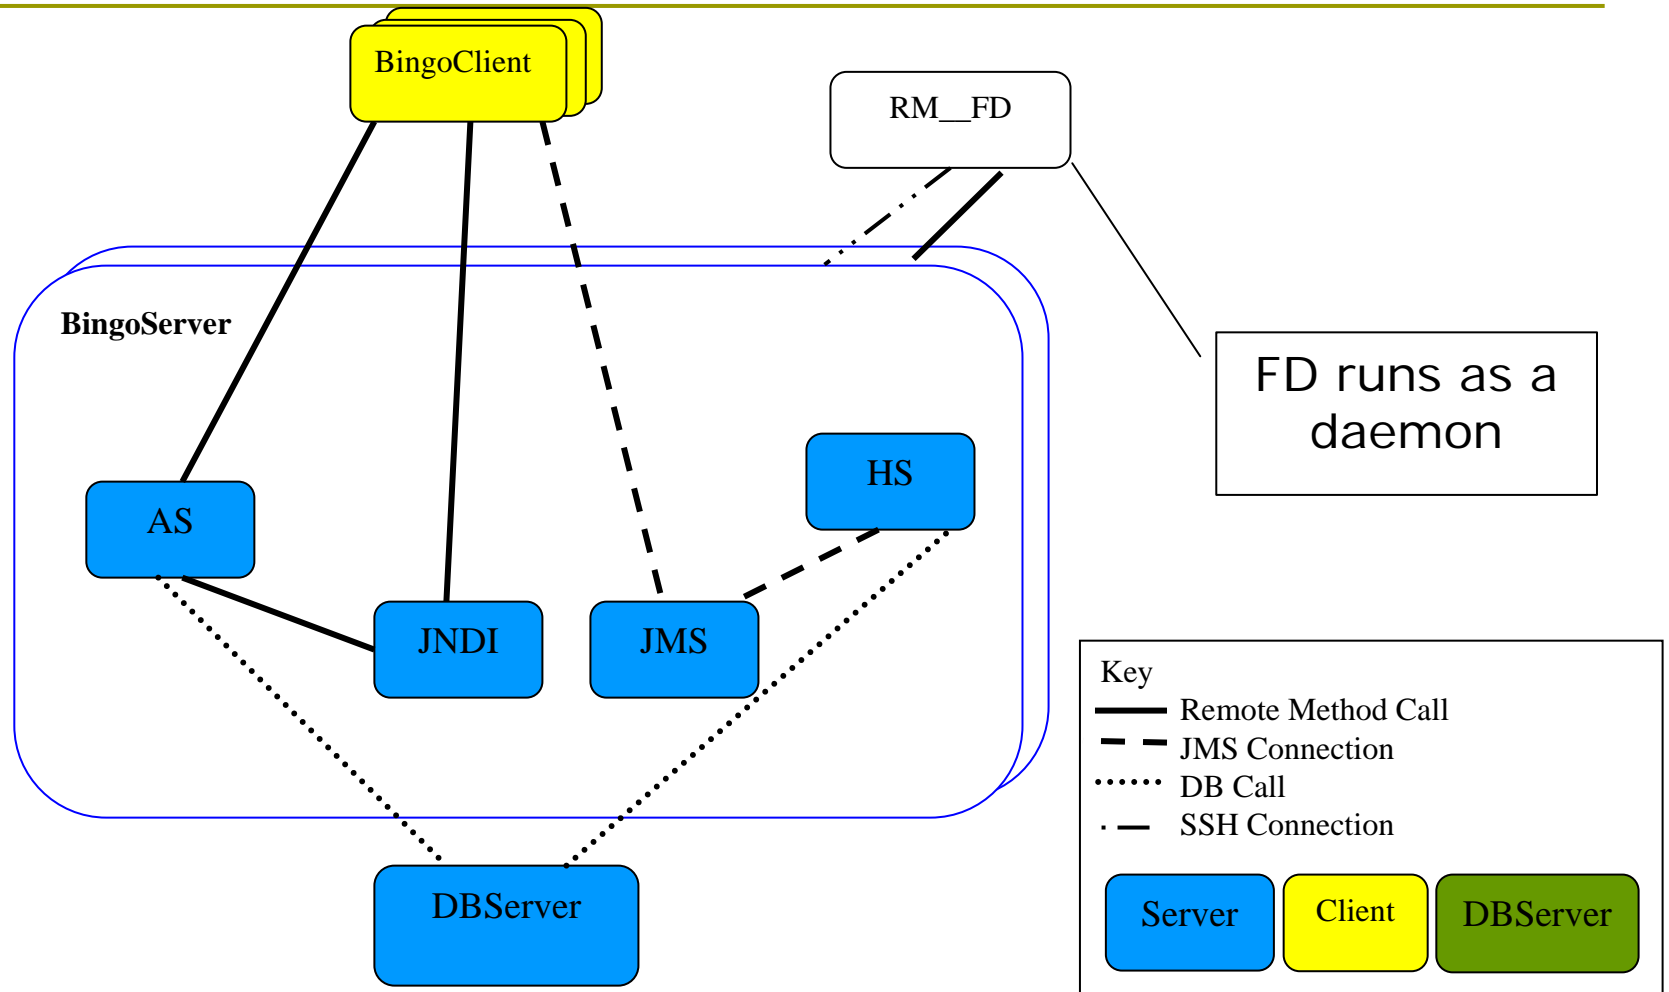 BingoClient
RM__FD
BingoServer
FD runs as a
daemon
HS
AS
JNDI
JMS
DBServer
Key
Remote Method Call
JMS Connection
DB Call
SSH Connection
Server
Client
DBServer